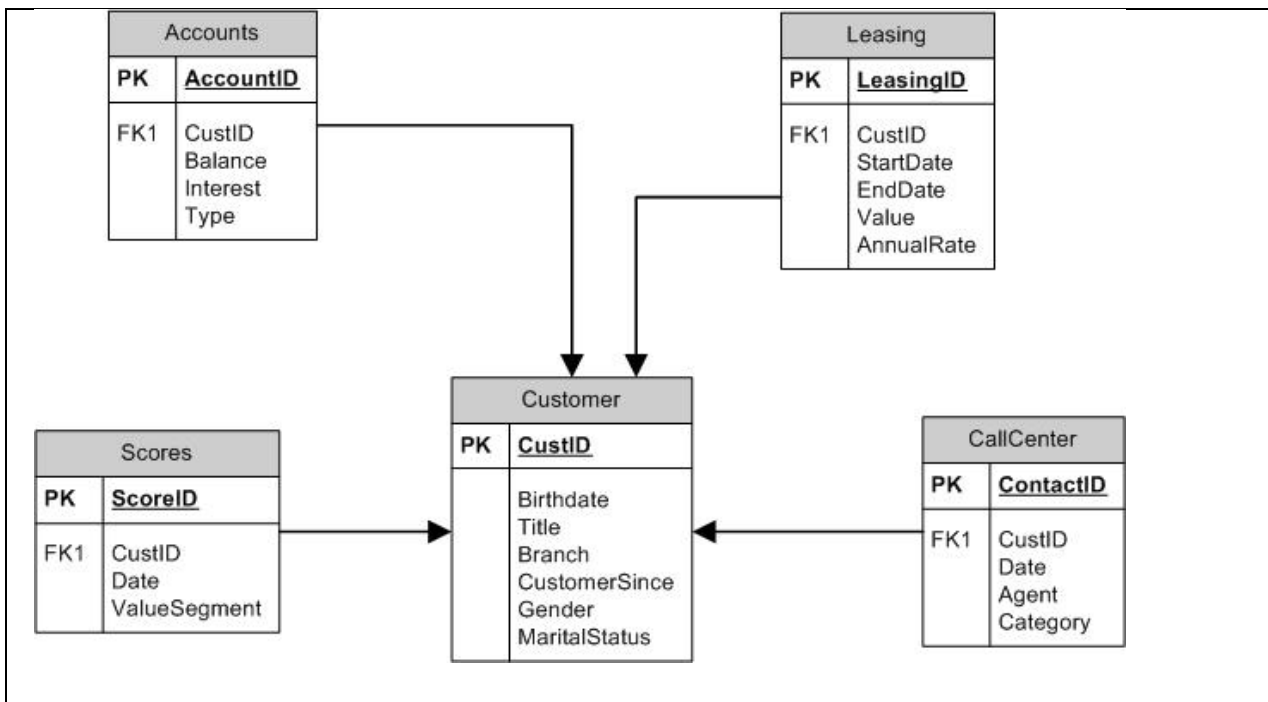 Accounts
PK AccountID
FK1 CustID
Balance
Interest
Type
Leasing
PK LeasingID
FK1 CustID
StartDate
EndDate
Value
AnnualRate
Customer
PK CustID
Birthdate
Title
Branch
CustomerSince
Gender
MaritalStatus
Scores
PK ScoreID
FK1 CustID
Date
ValueSegment
CallCenter
PK ContactID
FK1 CustID
Date
Agent
Category